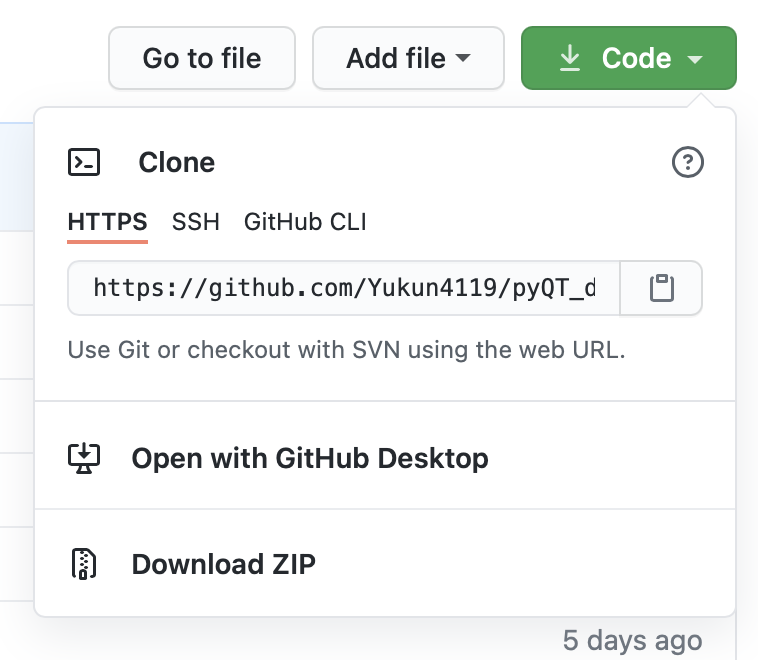 Go to file Add file Code
Clone
HTTPS SSH GitHub CLI
https://github.com/Yukun4119/pyQT_d
Use Git or checkout with SVN using the web URL.
Open with GitHub Desktop
Download ZIP
5 days ago